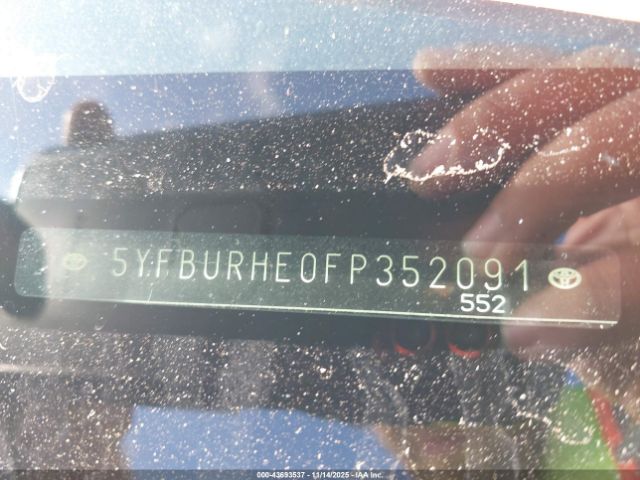 5YFBURHE0FP352091
552
000-43693537 - 11/14/2025 - IAA Inc.